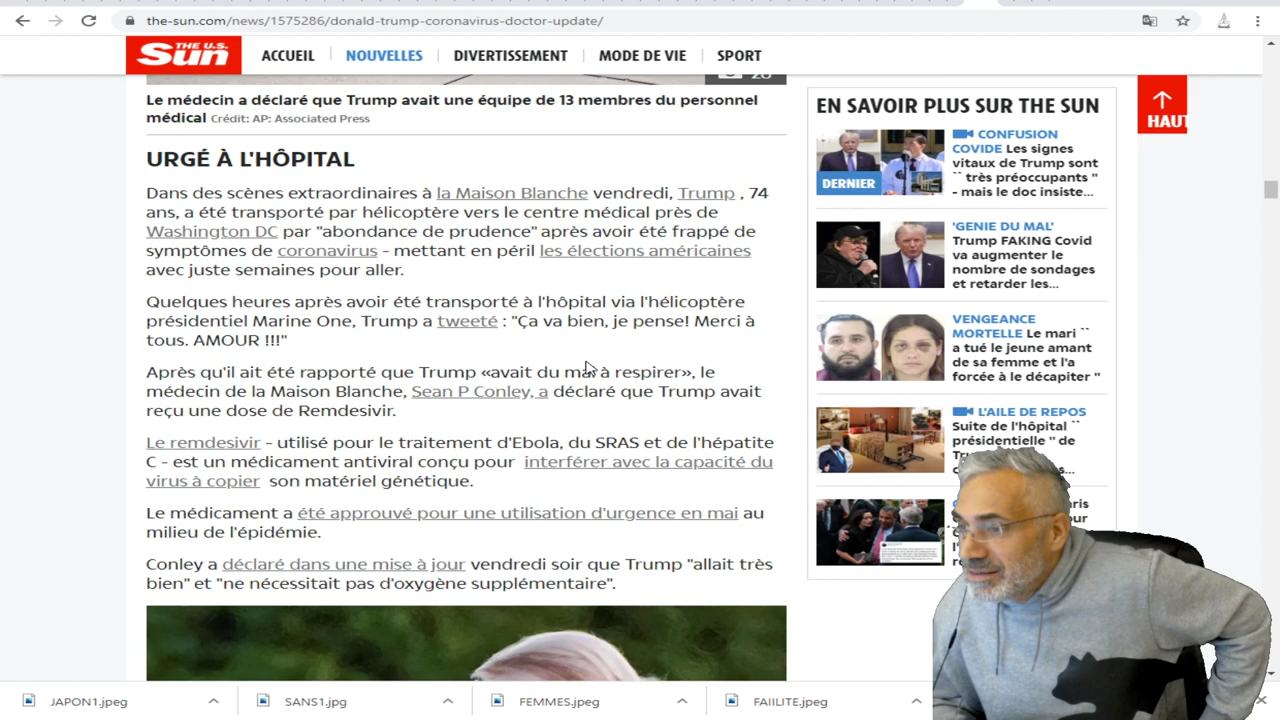 the-sun.com/news/1575286/donald-trump-coronavirus-doctor-update/
THE U.S. Sun
ACCUEIL NOUVELLES DIVERTISSEMENT MODE DE VIE SPORT
Le médecin a déclaré que Trump avait une équipe de 13 membres du personnel
médical Crédit: AP: Associated Press
URGÉ À L'HÔPITAL
Dans des scènes extraordinaires à la Maison Blanche vendredi, Trump , 74
ans, a été transporté par hélicoptère vers le centre médical près de
Washington DC par "abondance de prudence" après avoir été frappé de
symptômes de coronavirus - mettant en péril les élections américaines
avec juste semaines pour aller.
Quelques heures après avoir été transporté à l'hôpital via l'hélicoptère
présidentiel Marine One, Trump a tweeté : "Ça va bien, je pense! Merci à
tous. AMOUR !!!"
Après qu'il ait été rapporté que Trump «avait du mal à respirer», le
médecin de la Maison Blanche, Sean P Conley, a déclaré que Trump avait
reçu une dose de Remdesivir.
Le remdesivir - utilisé pour le traitement d'Ebola, du SRAS et de l'hépatite
C - est un médicament antiviral conçu pour interférer avec la capacité du
virus à copier son matériel génétique.
Le médicament a été approuvé pour une utilisation d'urgence en mai au
milieu de l'épidémie.
Conley a déclaré dans une mise à jour vendredi soir que Trump "allait très
bien" et "ne nécessitait pas d'oxygène supplémentaire".
EN SAVOIR PLUS SUR THE SUN
HAUT
DERNIER
CONFUSION
COVIDE Les signes
vitaux de Trump sont
`` très préoccupants "
- mais le doc insiste...
'GENIE DU MAL'
Trump FAKING Covid
va augmenter le
nombre de sondages
et retarder les...
VENGEANCE
MORTELLE Le mari ``
a tué le jeune amant
de sa femme et l'a
forcée à le décapiter "
L'AILE DE REPOS
Suite de l'hôpital ``
présidentielle " de
JAPON1.jpeg
SANS1.jpg
FEMMES.jpeg
FAIILITE.jpeg